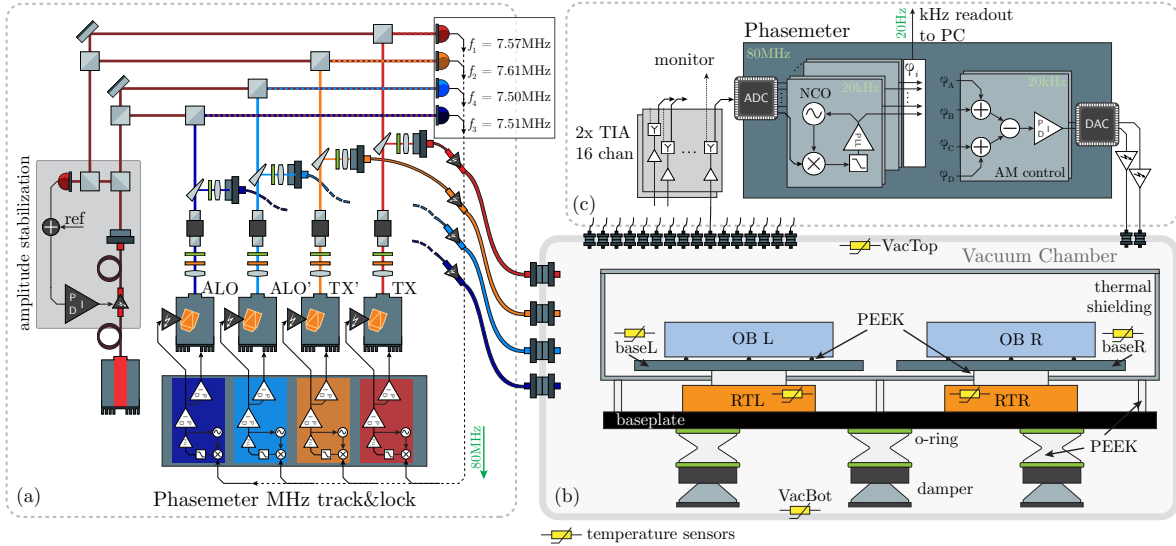 f₁ = 7.57MHz
f₂ = 7.61MHz
f₄ = 7.50MHz
f₃ = 7.51MHz
amplitude stabilization
ref
P
I
D
ALO
ALO'
TX'
TX
80MHz
(a)
Phasemeter MHz track&lock
kHz readout
to PC
20Hz
Phasemeter
monitor
80MHz
20kHz
φᵢ
20kHz
ADC
NCO
PLL
2x TIA
16 chan
Y
Y
Y
φA
φB
φC
φD
P
I
D
AM control
DAC
(c)
VacTop
Vacuum Chamber
thermal
shielding
PEEK
baseL
OB L
OB R
baseR
RTL
RTR
baseplate
o-ring
PEEK
damper
VacBot
(b)
temperature sensors